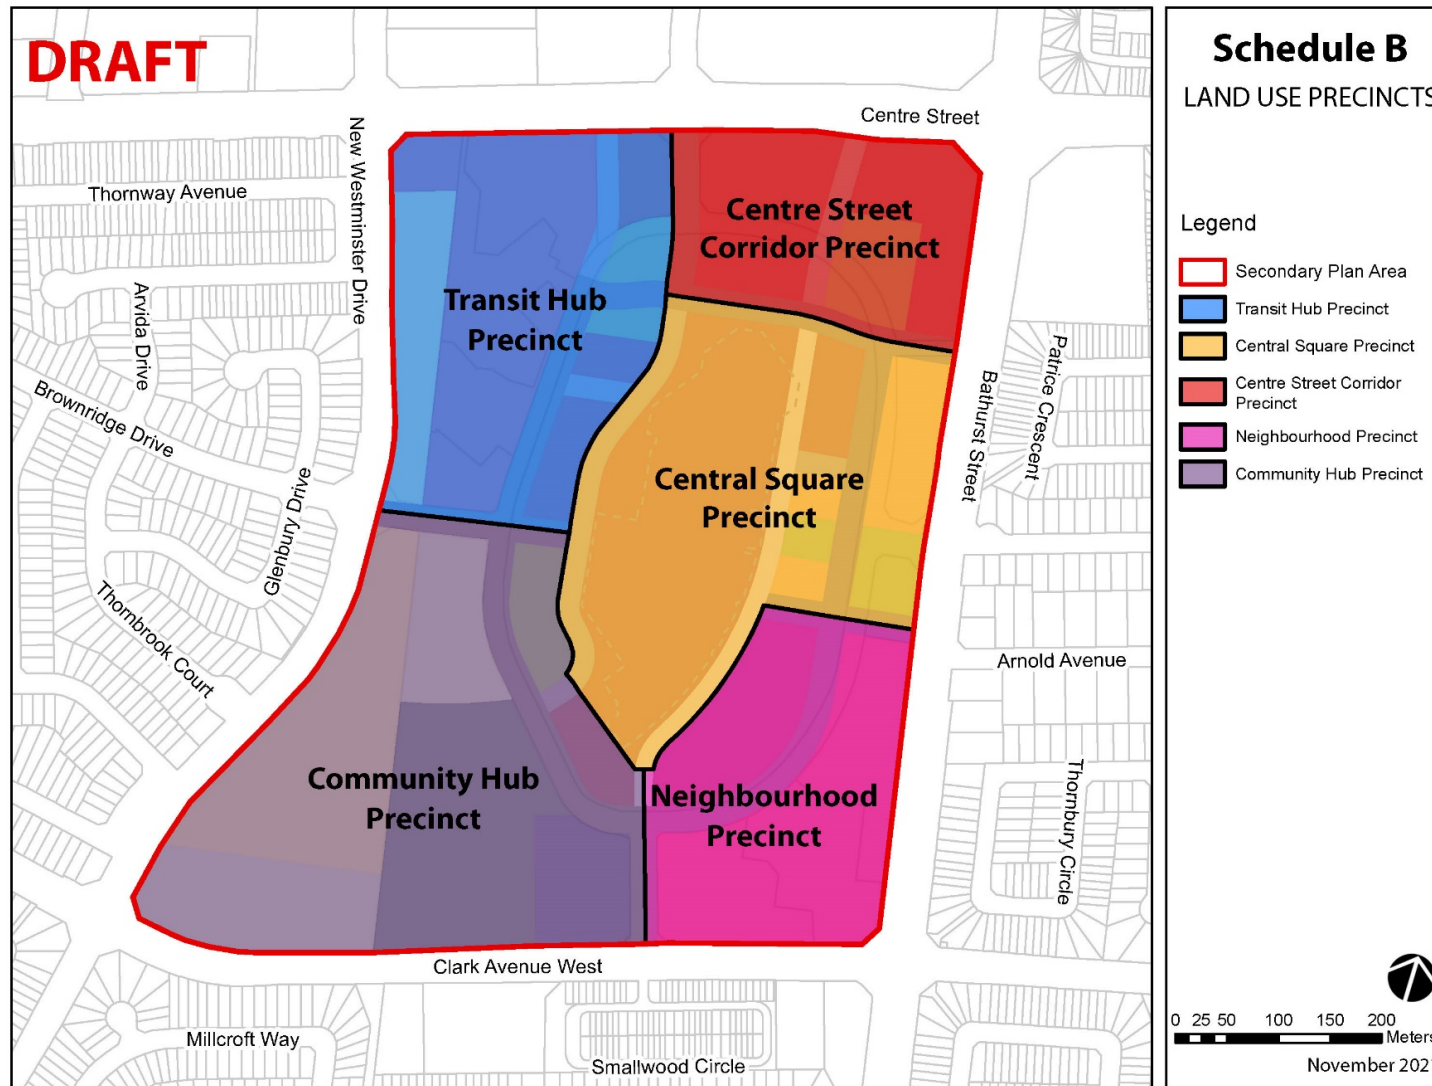 DRAFT
Schedule B
LAND USE PRECINCTS
Centre Street
New Westminster Drive
Thornway Avenue
Centre Street
Corridor Precinct
Legend
Secondary Plan Area
Transit Hub Precinct
Central Square Precinct
Centre Street Corridor
Precinct
Neighbourhood Precinct
Community Hub Precinct
Arvida Drive
Transit Hub
Precinct
Patrice Crescent
Bathurst Street
Brownridge Drive
Glenbury Drive
Central Square
Precinct
Thornbrook Court
Arnold Avenue
Community Hub
Precinct
Neighbourhood
Precinct
Thornbury Circle
Clark Avenue West
Millcroft Way
Smallwood Circle
0 25 50 100 150 200
Meters
November 202